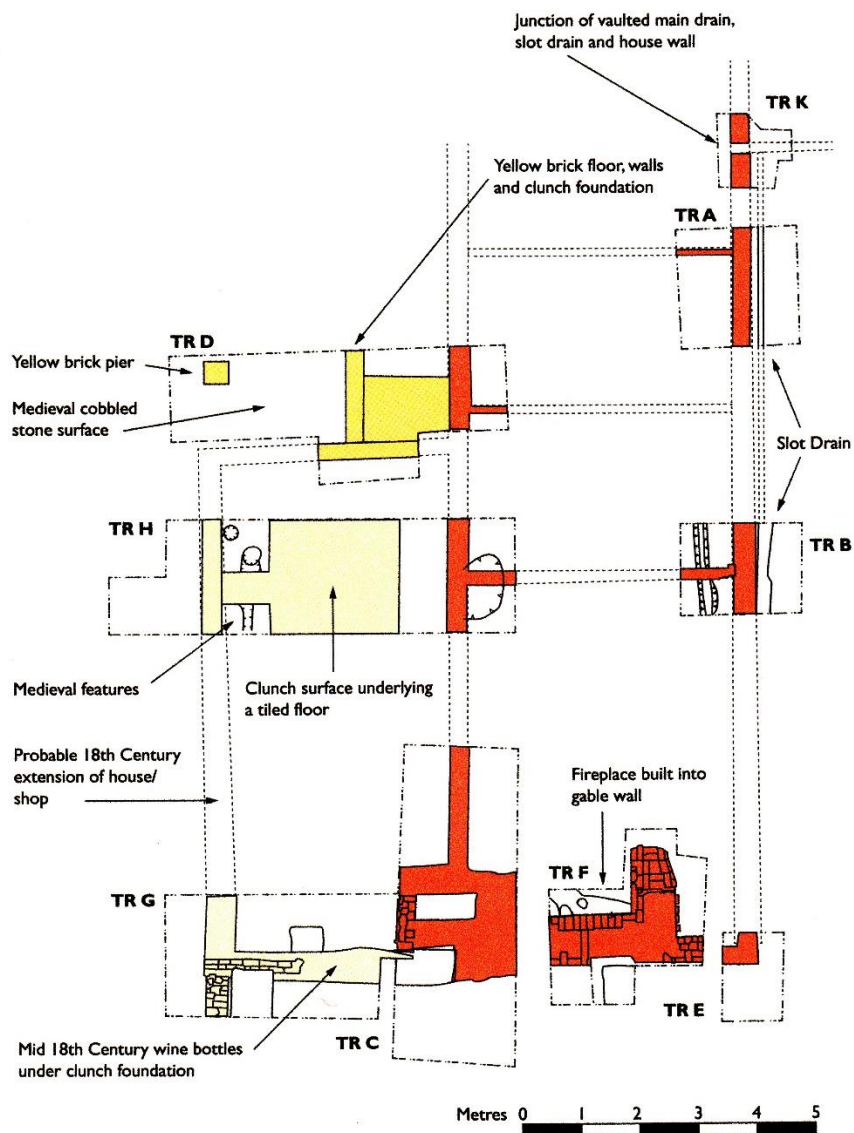 Junction of vaulted main drain,
slot drain and house wall
TR K
Yellow brick floor, walls
and clunch foundation
TR A
TR D
Yellow brick pier
Medieval cobbled
stone surface
Slot Drain
TR H
TR B
Medieval features
Clunch surface underlying
a tiled floor
Probable 18th Century
extension of house/
shop
Fireplace built into
gable wall
TR F
TR G
TR E
TR C
Mid 18th Century wine bottles
under clunch foundation
Metres 0 1 2 3 4 5